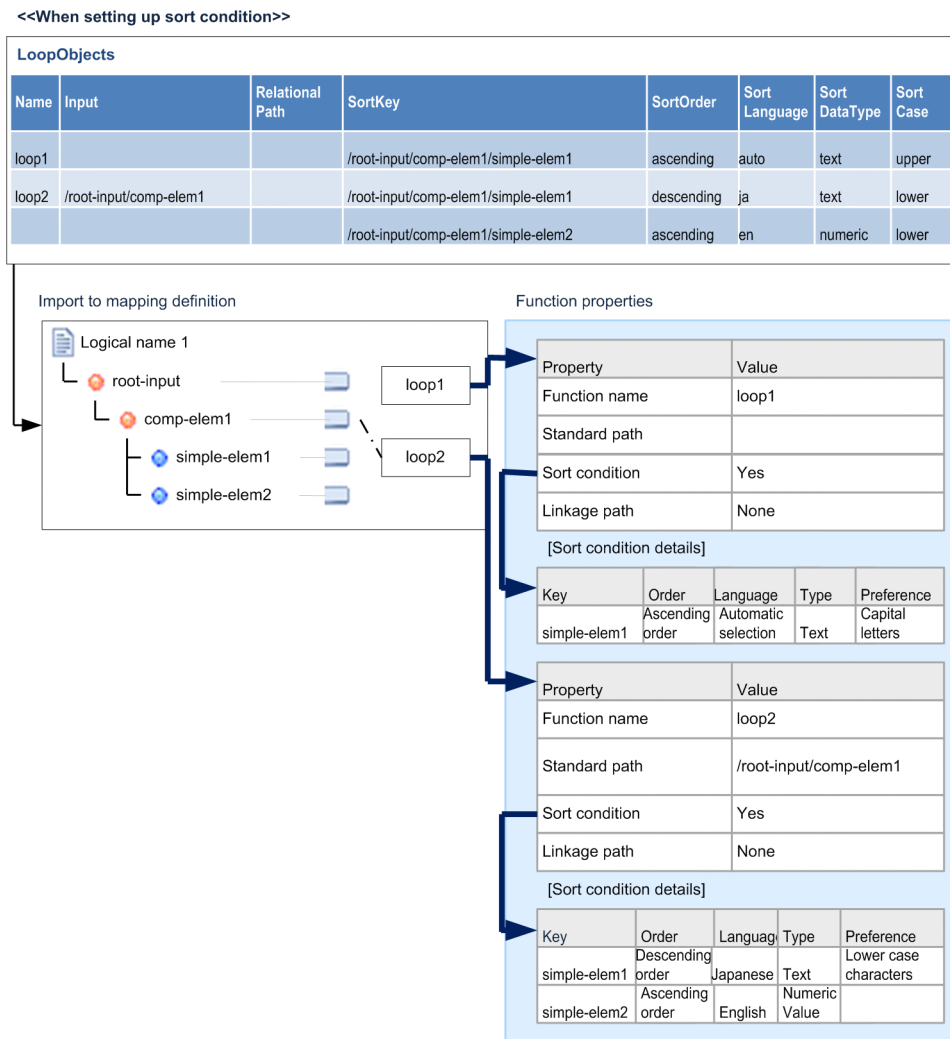 <<When setting up sort condition>>
LoopObjects
Name Input Relational Path SortKey SortOrder Sort Language Sort DataType Sort Case
loop1 /root-input/comp-elem1/simple-elem1 ascending auto text upper
loop2 /root-input/comp-elem1 /root-input/comp-elem1/simple-elem1 descending ja text lower
/root-input/comp-elem1/simple-elem2 ascending en numeric lower
Import to mapping definition
Logical name 1
root-input
comp-elem1
simple-elem1
simple-elem2
loop1
loop2
Function properties
Property Value
Function name loop1
Standard path
Sort condition Yes
Linkage path None
[Sort condition details]
Key Order Language Type Preference
simple-elem1 Ascending order Automatic selection Text Capital letters
Property Value
Function name loop2
Standard path /root-input/comp-elem1
Sort condition Yes
Linkage path None
[Sort condition details]
Key Order Languag Type Preference
simple-elem1 Descending order Japanese Text Lower case characters
simple-elem2 Ascending order English Numeric Value